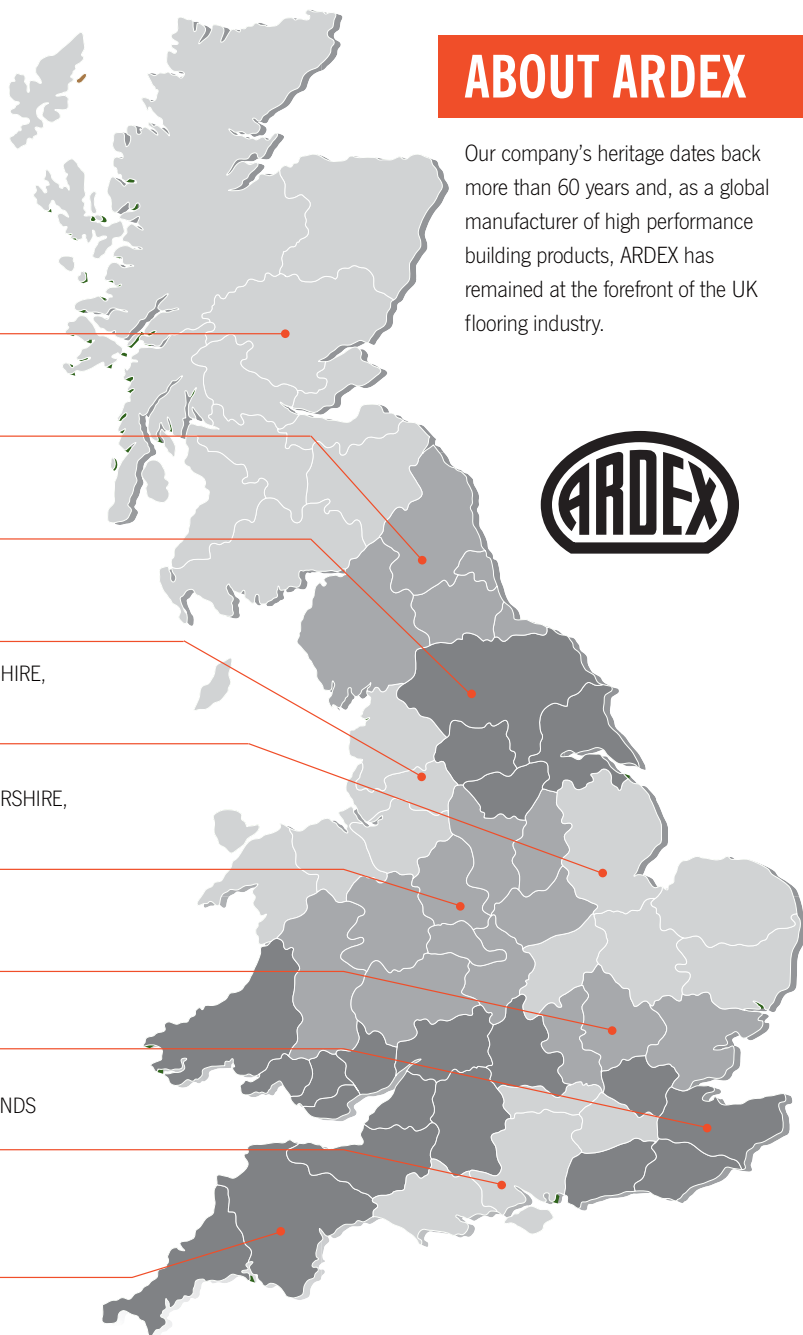 ABOUT ARDEX
Our company’s heritage dates back
more than 60 years and, as a global
manufacturer of high performance
building products, ARDEX has
remained at the forefront of the UK
flooring industry.
ARDEX
HIRE,
RSHIRE,
NDS